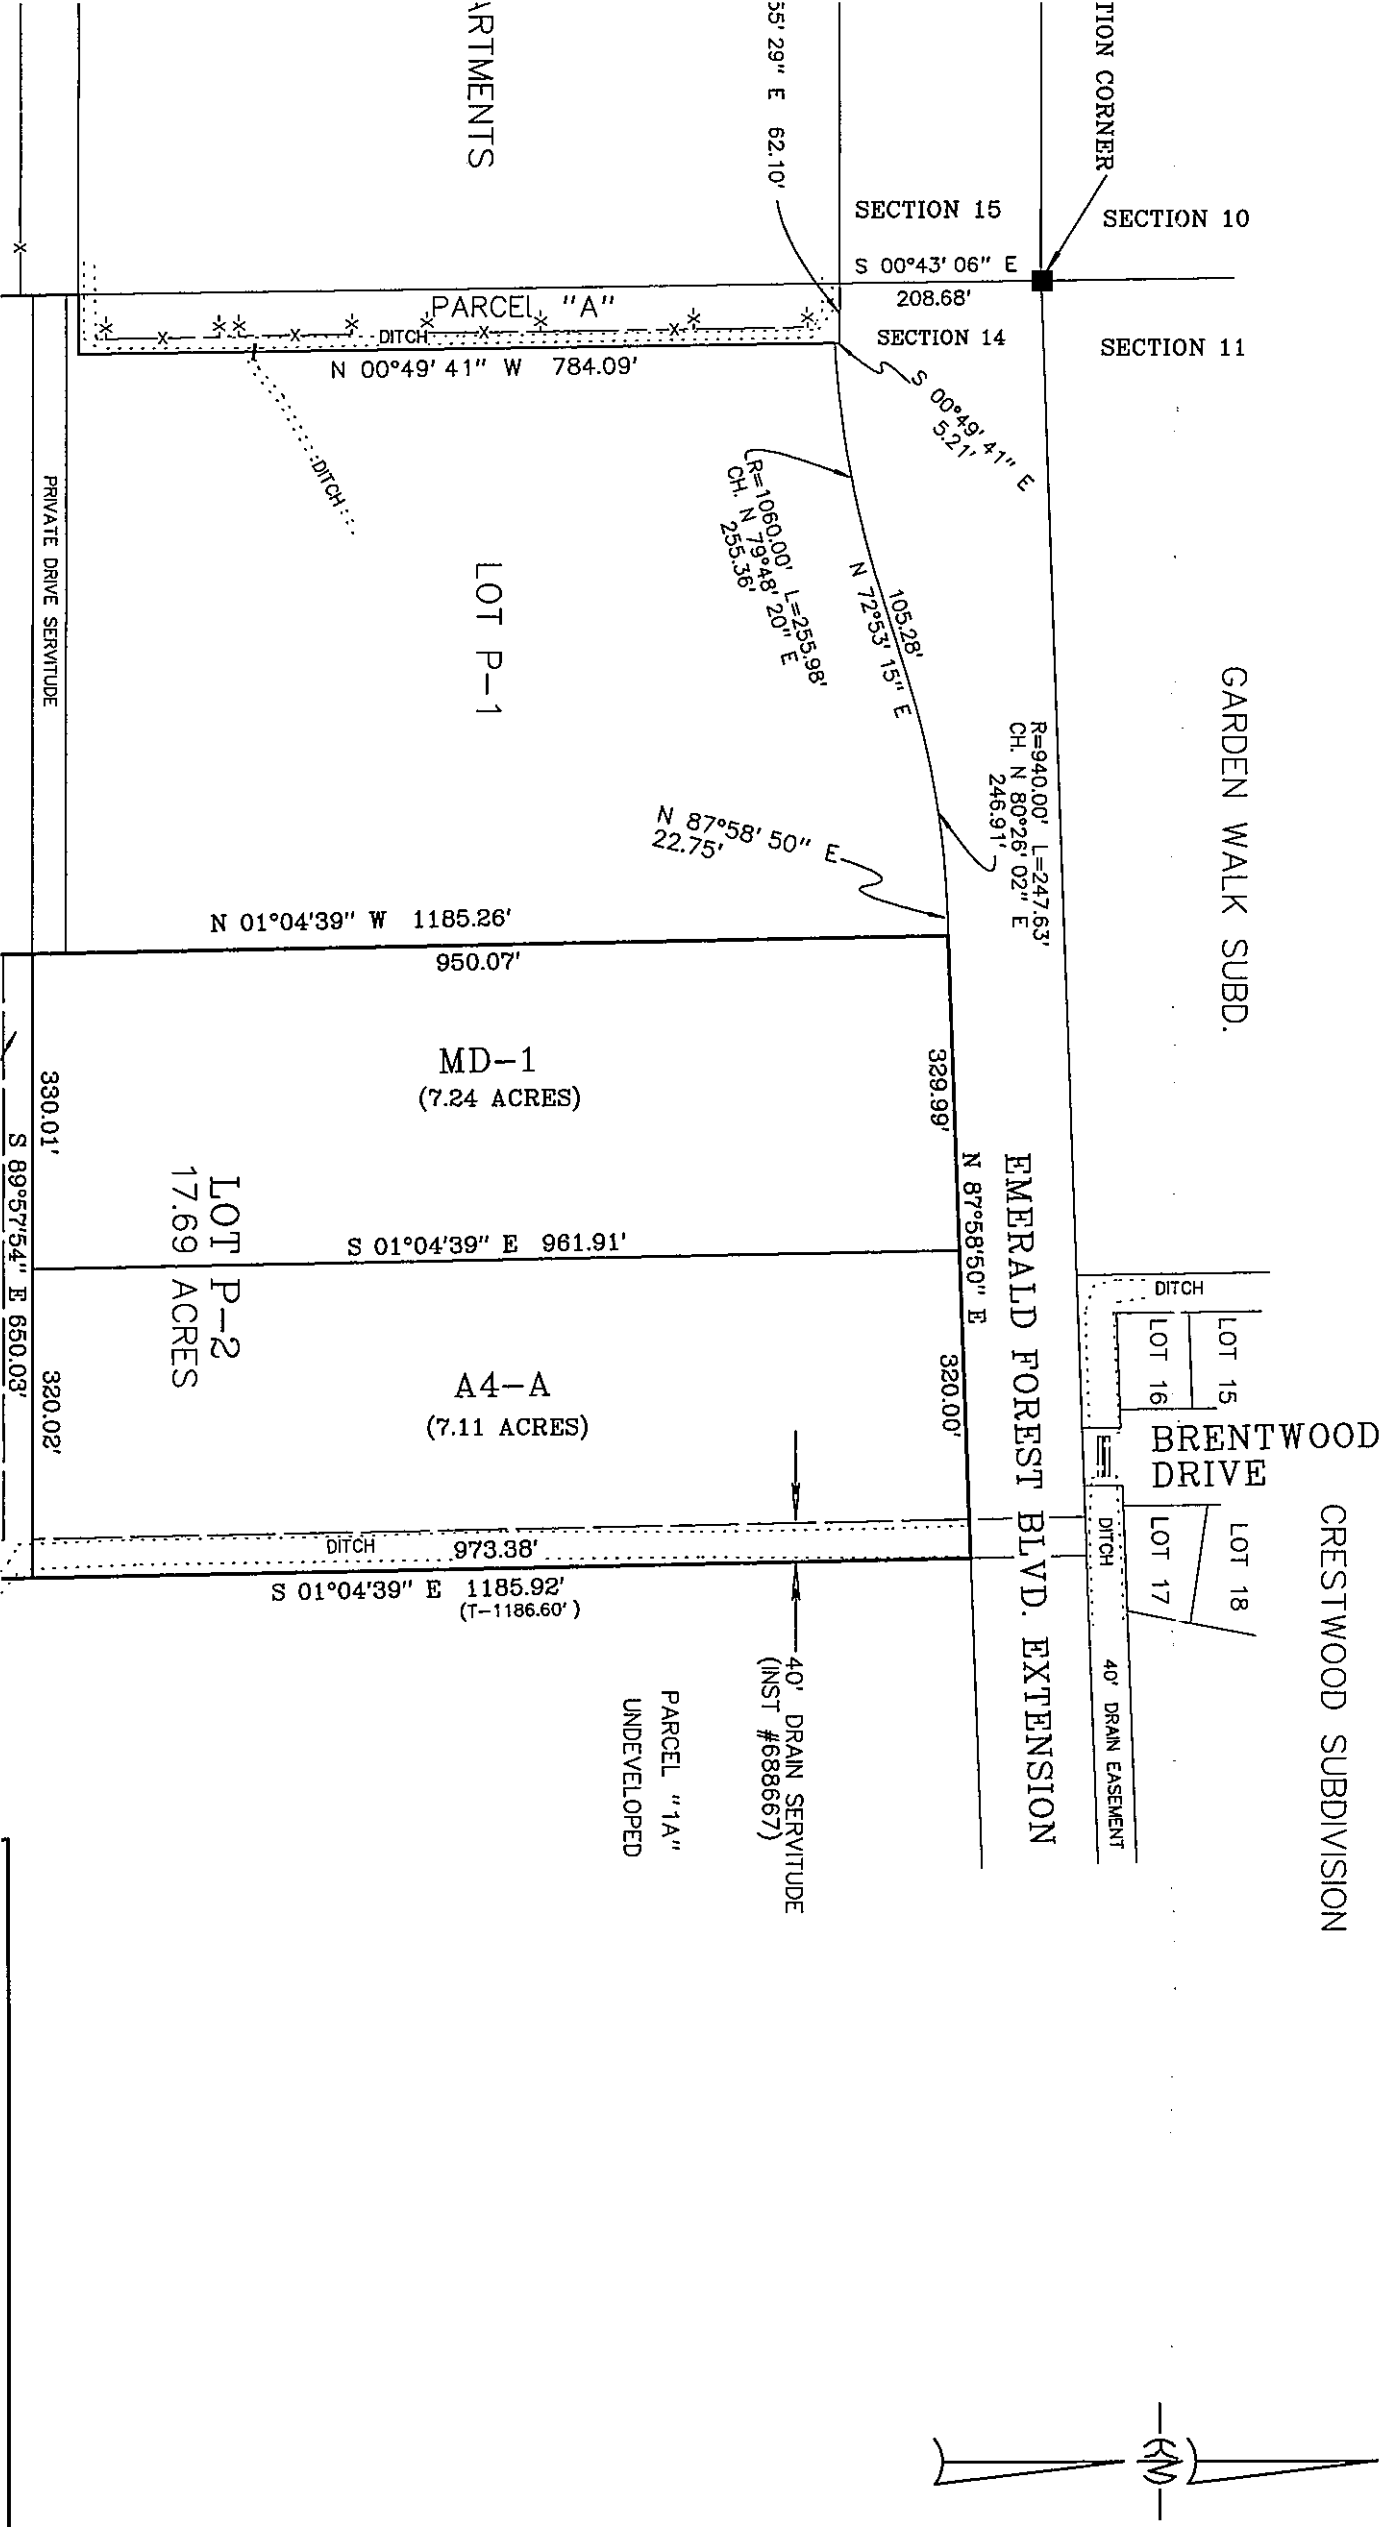 TION CORNER
SECTION 10
SECTION 15
SECTION 11
SECTION 14
S 00°43' 06" E
208.68'
55' 29" E 62.10'
ARTMENTS
PARCEL "A"
DITCH
N 00°49' 41" W 784.09'
S 00°49' 41" E
5.21'
DITCH
R=1060.00' L=255.98'
CH. N 79°48' 20" E
255.36'
105.28'
N 72°53' 15" E
R=940.00' L=247.63'
CH. N 80°26' 02" E
246.91'
N 87°58' 50" E
22.75'
GARDEN WALK SUBD.
LOT P-1
PRIVATE DRIVE SERVITUDE
N 01°04'39" W 1185.26'
950.07'
MD-1
(7.24 ACRES)
329.99'
N 87°58'50" E
EMERALD FOREST BLVD. EXTENSION
330.01'
S 89°57'54" E 650.03'
LOT P-2
17.69 ACRES
S 01°04'39" E 961.91'
A4-A
(7.11 ACRES)
320.00'
320.02'
DITCH
LOT 15
LOT 16
BRENTWOOD
DRIVE
LOT 17
LOT 18
DITCH
40' DRAIN EASEMENT
CRESTWOOD SUBDIVISION
DITCH
973.38'
S 01°04'39" E 1185.92'
(T-1186.60')
40' DRAIN SERVITUDE
(INST #688667)
PARCEL "1A"
UNDEVELOPED